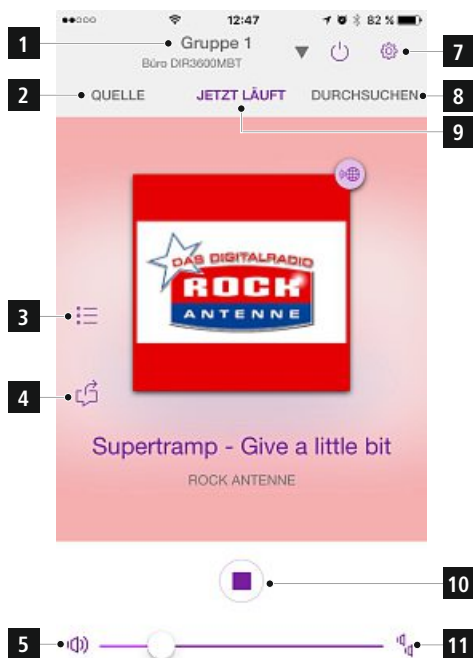 12:47 82 %
1 Gruppe 1 7
Büro DIR3600MBT
2 QUELLE JETZT LÄUFT DURCHSUCHEN 8
9
DAS DIGITALRADIO
ROCK
ANTENNE
3
4
Supertramp - Give a little bit
ROCK ANTENNE
10
5 11